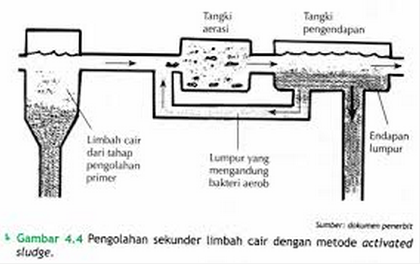 Tangki
aerasi
Tangki
pengendapan
Limbah cair
dari tahap
pengolahan
primer
Lumpur yang
mengandung
bakteri aerob
Endapan
lumpur
Sumber: dokumen penerbit
Gambar 4.4 Pengolahan sekunder limbah cair dengan metode activated
sludge.